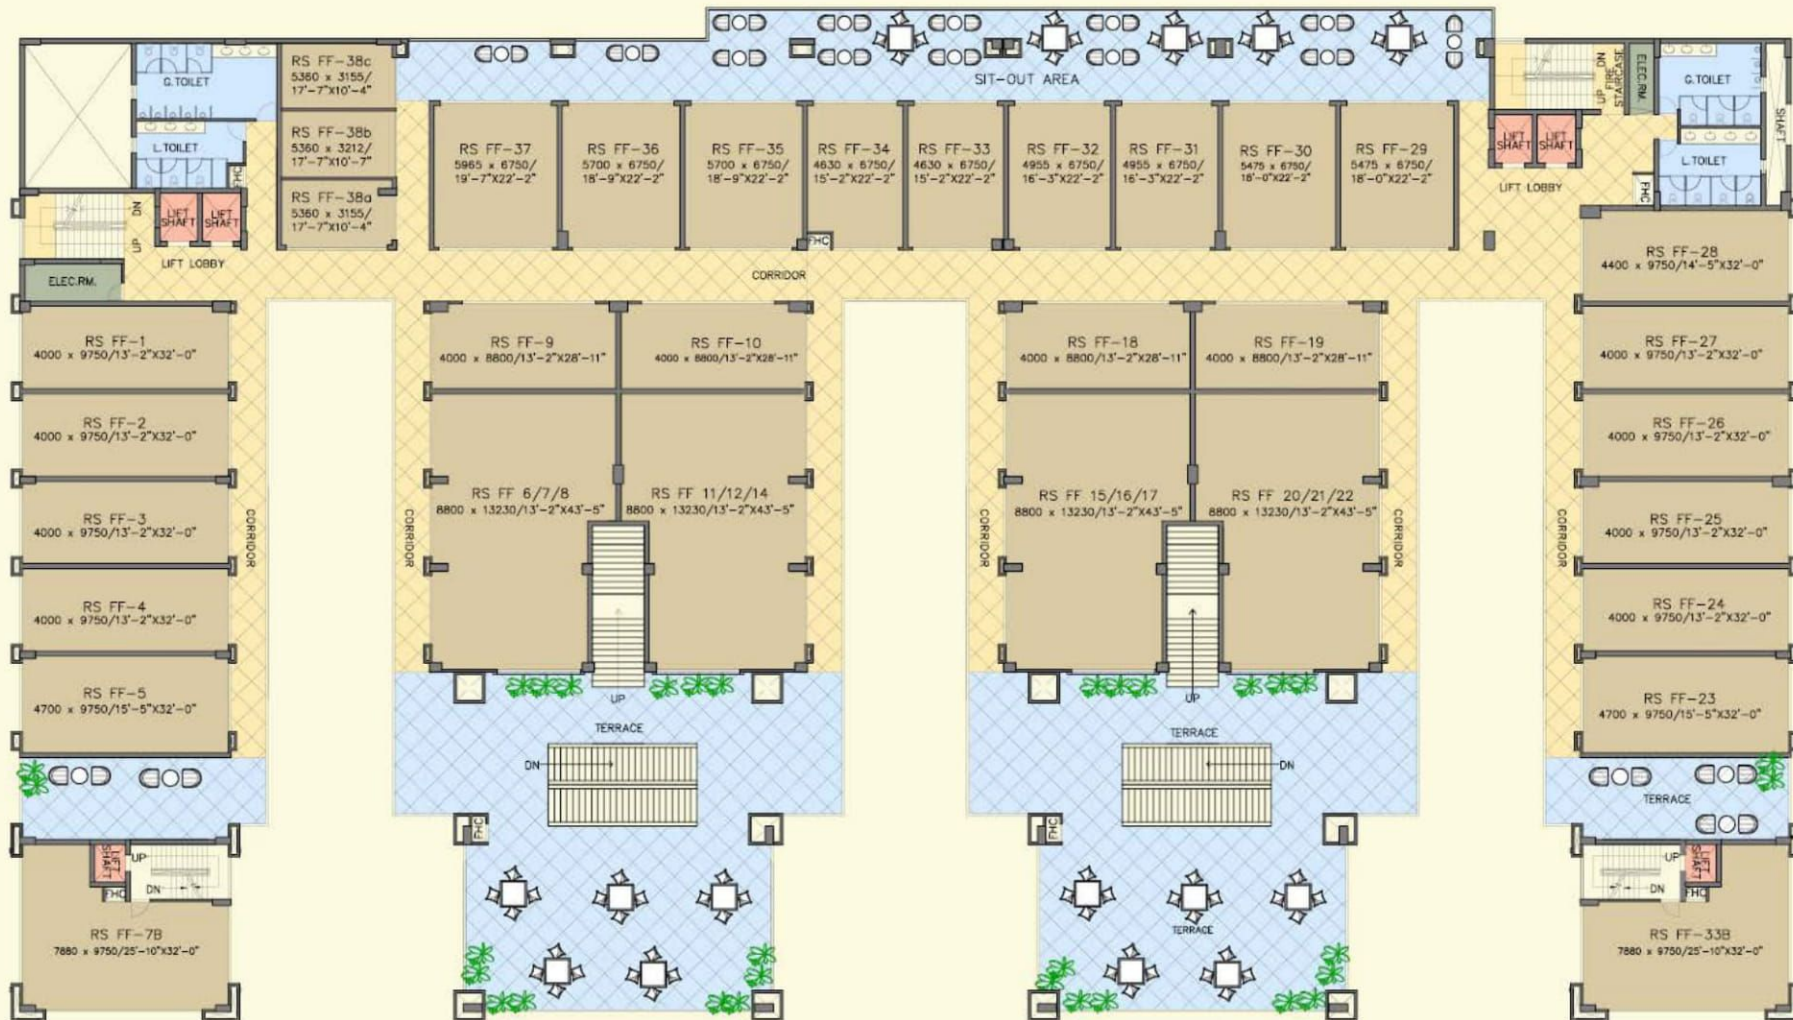 G.TOILET
L.TOILET
FHC
LIFT SHAFT
LIFT SHAFT
DN
UP
LIFT LOBBY
ELEC.RM.
RS FF-38c
5360 x 3155/
17'-7"X10'-4"
RS FF-38b
5360 x 3212/
17'-7"X10'-7"
RS FF-38a
5360 x 3155/
17'-7"X10'-4"
SIT-OUT AREA
RS FF-37
5965 x 6750/
19'-7"X22'-2"
RS FF-36
5700 x 6750/
18'-9"X22'-2"
RS FF-35
5700 x 6750/
18'-9"X22'-2"
RS FF-34
4630 x 6750/
15'-2"X22'-2"
FHC
RS FF-33
4630 x 6750/
15'-2"X22'-2"
RS FF-32
4955 x 6750/
16'-3"X22'-2"
RS FF-31
4955 x 6750/
16'-3"X22'-2"
RS FF-30
5475 x 6750/
18'-0"X22'-2"
RS FF-29
5475 x 6750/
18'-0"X22'-2"
DN
UP
FIRE
STAIRCASE
ELEC.RM.
G.TOILET
SHAFT
LIFT SHAFT
LIFT SHAFT
L.TOILET
LIFT LOBBY
FHC
CORRIDOR
RS FF-28
4400 x 9750/14'-5"X32'-0"
RS FF-1
4000 x 9750/13'-2"X32'-0"
RS FF-9
4000 x 8800/13'-2"X28'-11"
RS FF-10
4000 x 8800/13'-2"X28'-11"
RS FF-18
4000 x 8800/13'-2"X28'-11"
RS FF-19
4000 x 8800/13'-2"X28'-11"
RS FF-27
4000 x 9750/13'-2"X32'-0"
RS FF-2
4000 x 9750/13'-2"X32'-0"
RS FF-26
4000 x 9750/13'-2"X32'-0"
RS FF-3
4000 x 9750/13'-2"X32'-0"
CORRIDOR
CORRIDOR
RS FF 6/7/8
8800 x 13230/13'-2"X43'-5"
RS FF 11/12/14
8800 x 13230/13'-2"X43'-5"
CORRIDOR
RS FF 15/16/17
8800 x 13230/13'-2"X43'-5"
RS FF 20/21/22
8800 x 13230/13'-2"X43'-5"
CORRIDOR
CORRIDOR
RS FF-25
4000 x 9750/13'-2"X32'-0"
RS FF-4
4000 x 9750/13'-2"X32'-0"
RS FF-24
4000 x 9750/13'-2"X32'-0"
RS FF-5
4700 x 9750/15'-5"X32'-0"
UP
UP
RS FF-23
4700 x 9750/15'-5"X32'-0"
TERRACE
TERRACE
DN
DN
TERRACE
FHC
FHC
LIFT SHAFT
UP
DN
FHC
UP
LIFT SHAFT
DN
FHC
RS FF-7B
7880 x 9750/25'-10"X32'-0"
TERRACE
RS FF-33B
7880 x 9750/25'-10"X32'-0"